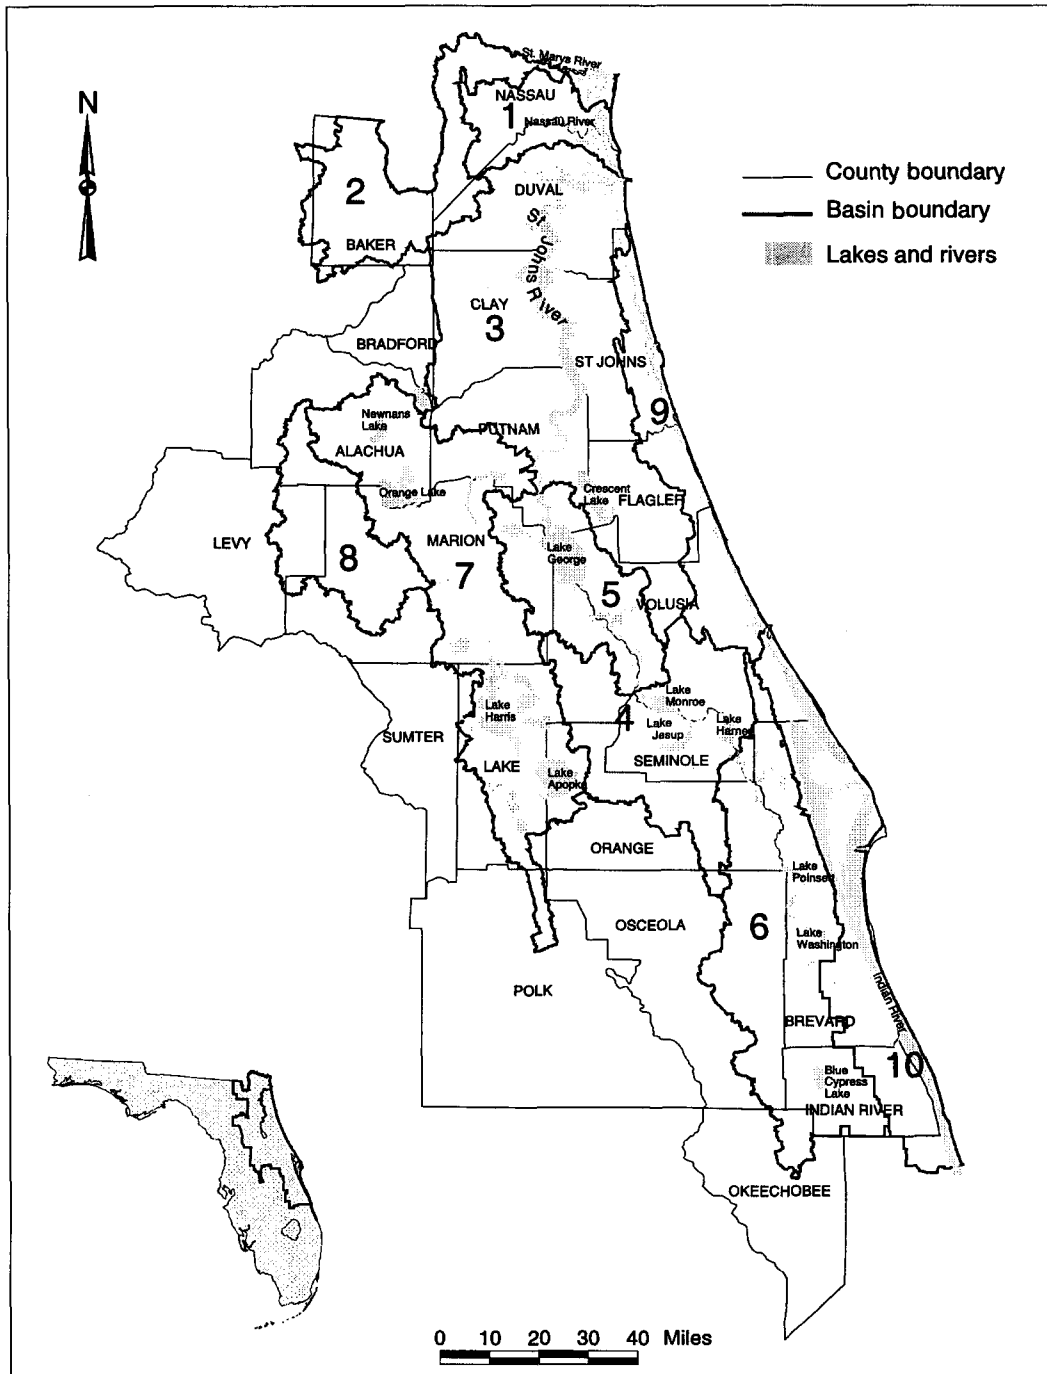 St. Marys River
NASSAU
N
1
Nassau River
County boundary
2
DUVAL
Basin boundary
St Johns River
BAKER
Lakes and rivers
CLAY
3
BRADFORD
ST JOHNS
9
Newnans
Lake
PUTNAM
ALACHUA
Orange Lake
Crescent
Lake
FLAGLER
LEVY
MARION
8
7
Lake
George
5
VOLUSIA
Lake
Monroe
Lake
Harris
4
Lake
Jesup
Lake
Harney
SUMTER
SEMINOLE
LAKE
Lake
Apopka
ORANGE
Lake
Poinsett
OSCEOLA
6
Lake
Washington
POLK
Indian River
BREVARD
10
Blue
Cypress
Lake
INDIAN RIVER
OKEECHOBEE
0 10 20 30 40 Miles